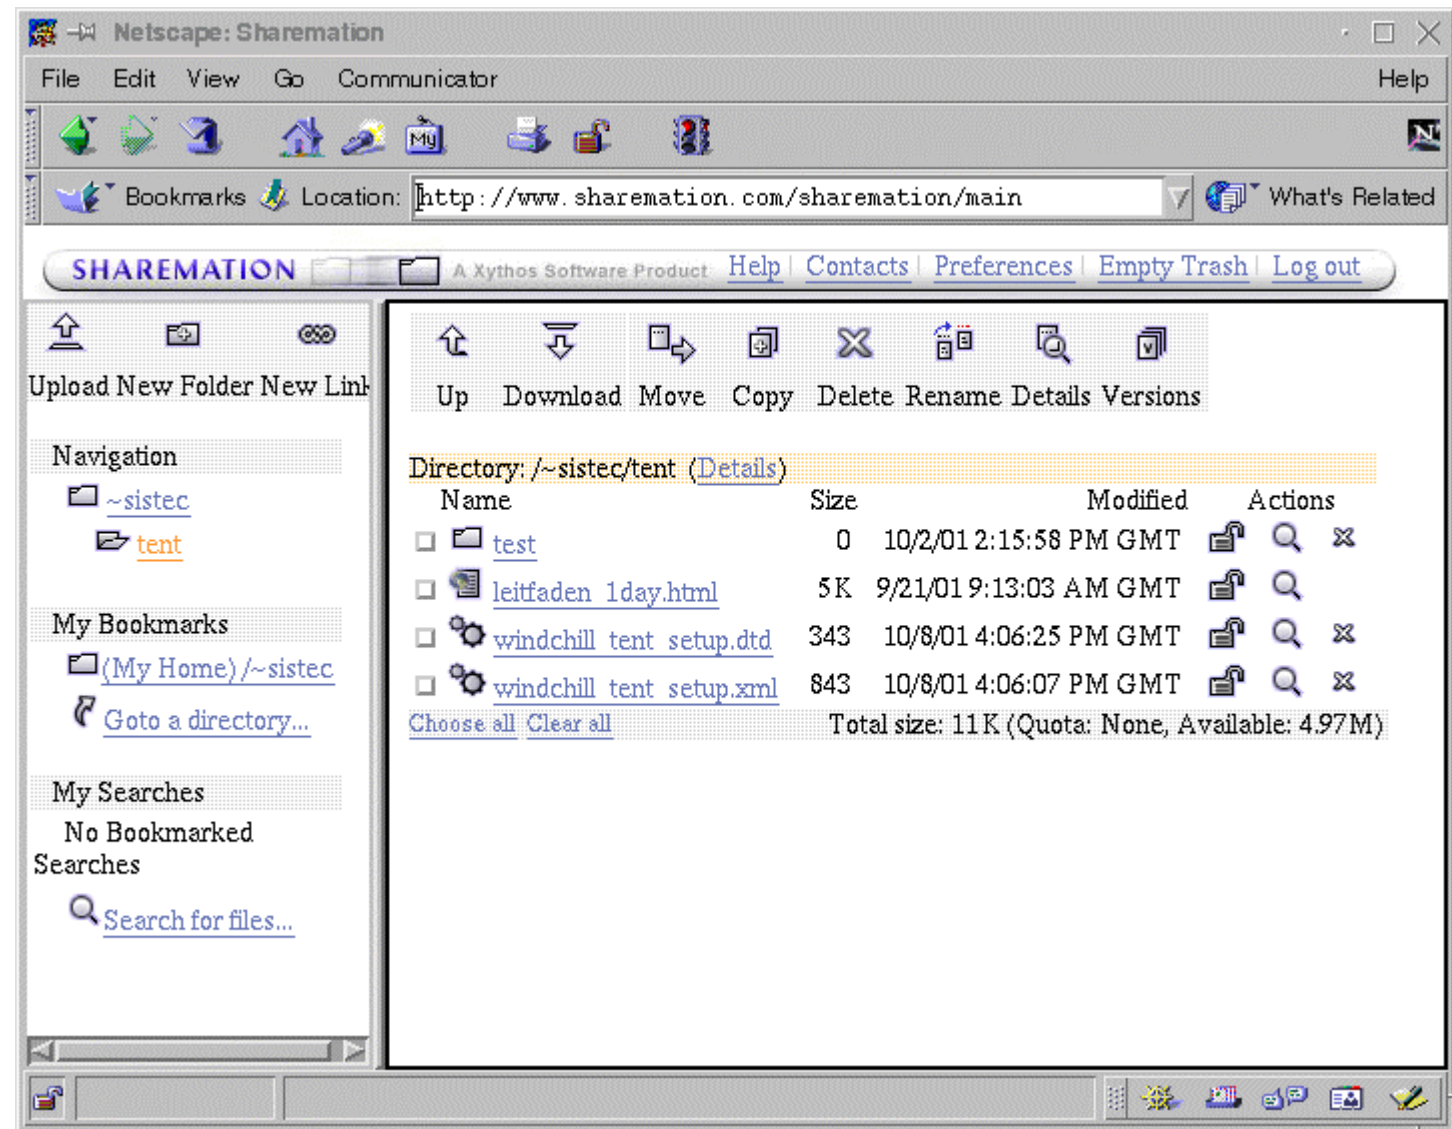 Netscape: Sharemation
File Edit View Go Communicator Help
My
N
Bookmarks Location: http://www.sharemation.com/sharemation/main What's Related
SHAREMATION A Xythos Software Product Help Contacts Preferences Empty Trash Log out
Upload New Folder New Link
Up Download Move Copy Delete Rename Details Versions
Navigation
~sistec
tent
My Bookmarks
(My Home) /~sistec
Goto a directory...
My Searches
No Bookmarked
Searches
Search for files...
Directory: /~sistec/tent (Details)
Name Size Modified Actions
test 0 10/2/01 2:15:58 PM GMT
leitfaden_1day.html 5K 9/21/01 9:13:03 AM GMT
windchill_tent_setup.dtd 343 10/8/01 4:06:25 PM GMT
windchill_tent_setup.xml 843 10/8/01 4:06:07 PM GMT
Choose all Clear all Total size: 11K (Quota: None, Available: 4.97M)